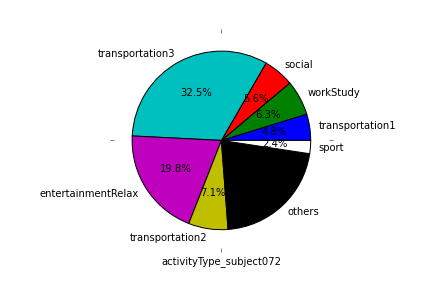 transportation3
social
workStudy
transportation1
sport
others
transportation2
entertainmentRelax
32.5%
5.6%
6.3%
4.8%
2.4%
7.1%
19.8%
activityType_subject072